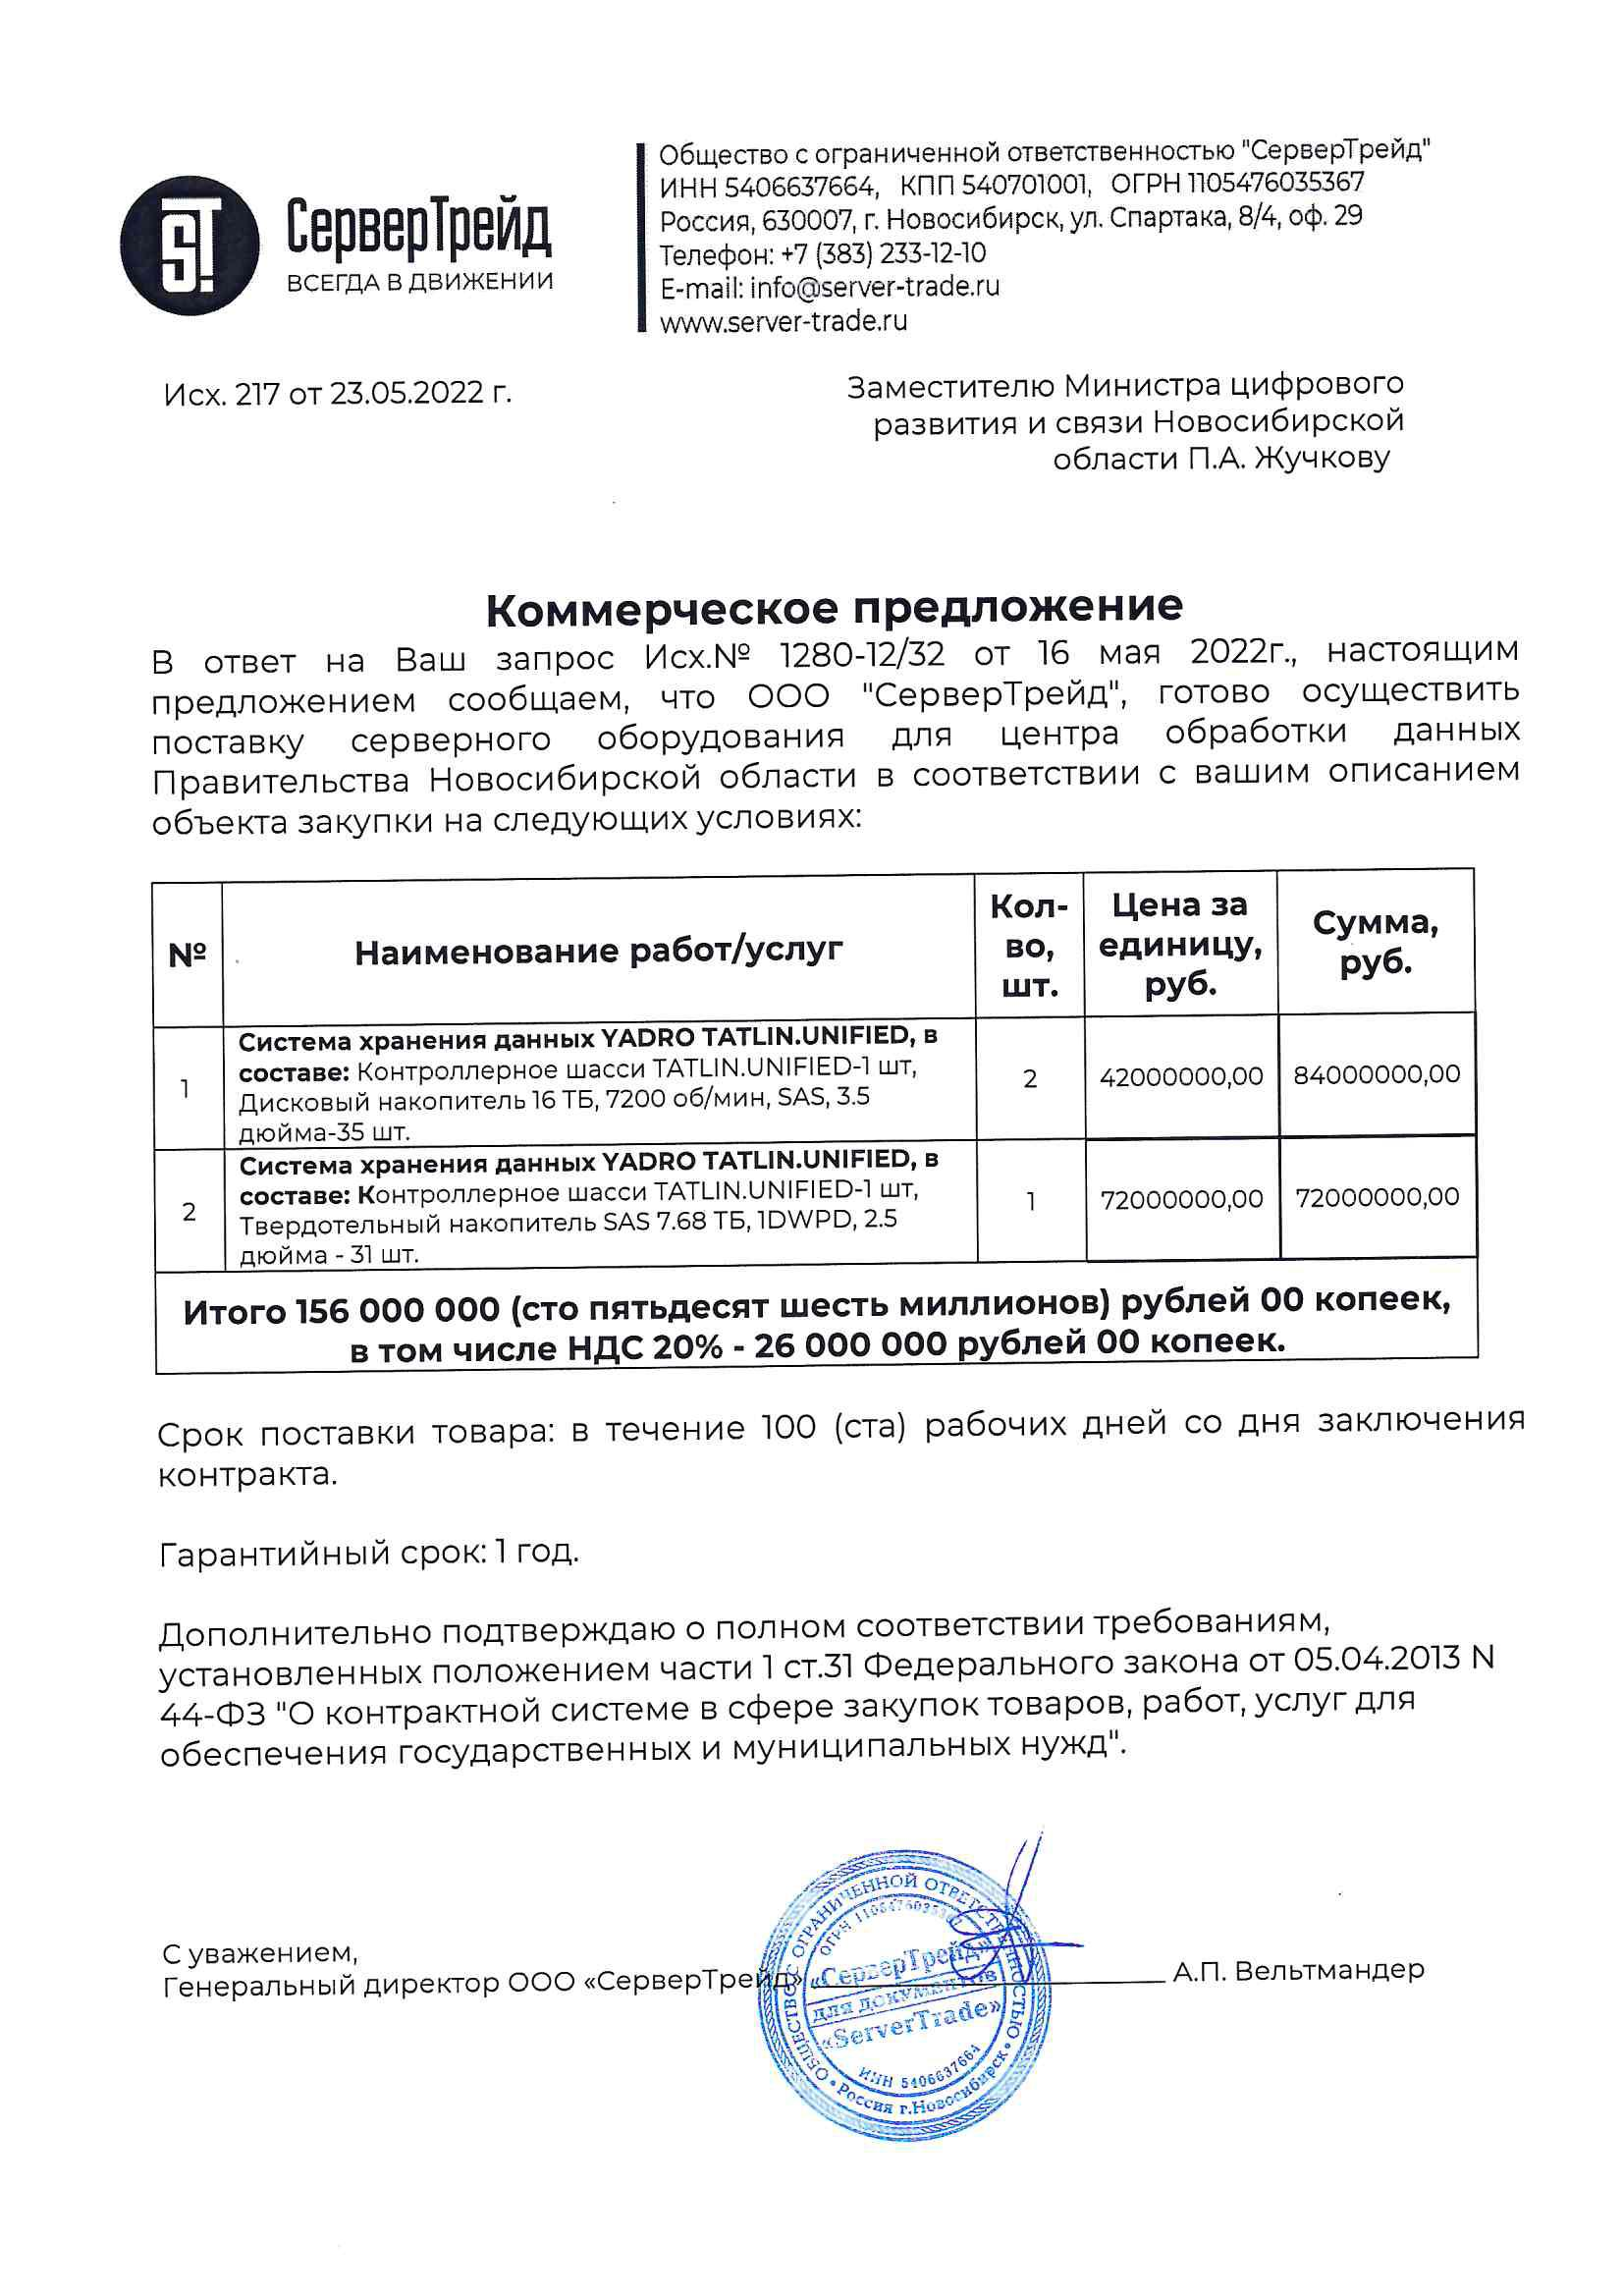 СерверТрейд
ВСЕГДА В ДВИЖЕНИИ
Общество с ограниченной ответственностью "СерверТрейд"
ИНН 5406637664, КПП 540701001, ОГРН 1105476035367
Россия, 630007, г. Новосибирск, ул. Спартака, 8/4, оф. 29
Телефон: +7 (383) 233-12-10
E-mail: info@server-trade.ru
www.server-trade.ru
Исх. 217 от 23.05.2022 г.
Заместителю Министра цифрового
развития и связи Новосибирской
области П.А. Жучкову
Коммерческое предложение
В ответ на Ваш запрос Исх.№ 1280-12/32 от 16 мая 2022г., настоящим
предложением сообщаем, что ООО "СерверТрейд", готово осуществить
поставку серверного оборудования для центра обработки данных
Правительства Новосибирской области в соответствии с вашим описанием
объекта закупки на следующих условиях:
№ Наименование работ/услуг Кол-во, шт. Цена за единицу, руб. Сумма, руб.
1 Система хранения данных YADRO TATLIN.UNIFIED, в
составе: Контроллерное шасси TATLIN.UNIFIED-1 шт,
Дисковый накопитель 16 ТБ, 7200 об/мин, SAS, 3.5
дюйма-35 шт.
2 42000000,00 84000000,00
2 Система хранения данных YADRO TATLIN.UNIFIED, в
составе: Контроллерное шасси TATLIN.UNIFIED-1 шт,
Твердотельный накопитель SAS 7.68 ТБ, 1DWPD, 2.5
дюйма - 31 шт.
1 72000000,00 72000000,00
Итого 156 000 000 (сто пятьдесят шесть миллионов) рублей 00 копеек,
в том числе НДС 20% - 26 000 000 рублей 00 копеек.
Срок поставки товара: в течение 100 (ста) рабочих дней со дня заключения
контракта.
Гарантийный срок: 1 год.
Дополнительно подтверждаю о полном соответствии требованиям,
установленных положением части 1 ст.31 Федерального закона от 05.04.2013 N
44-ФЗ "О контрактной системе в сфере закупок товаров, работ, услуг для
обеспечения государственных и муниципальных нужд".
С уважением,
Генеральный директор ООО «СерверТрейд» А.П. Вельтмандер
ОБЩЕСТВО С ОГРАНИЧЕННОЙ ОТВЕТСТВЕННОСТЬЮ • Россия г.Новосибирск •
ОГРН 1105476035367
«СерверТрейд»
для документов
«ServerTrade»
ИНН 5406637664